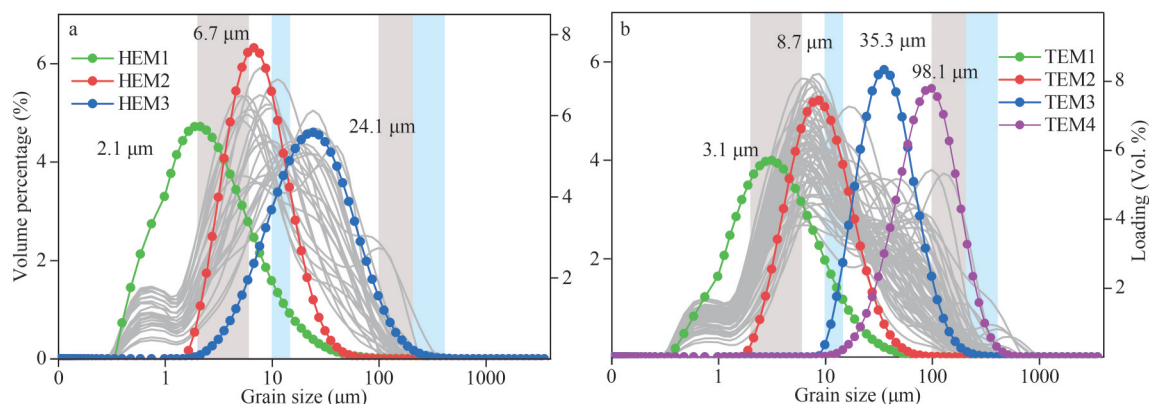 a
6.7 μm
HEM1
HEM2
HEM3
2.1 μm
24.1 μm
Volume percentage (%)
6
4
2
0
8
6
4
2
0
1
10
100
1000
Grain size (μm)
b
8.7 μm
35.3 μm
98.1 μm
3.1 μm
TEM1
TEM2
TEM3
TEM4
6
4
2
8
6
4
2
Loading (Vol. %)
0
1
10
100
1000
Grain size (μm)